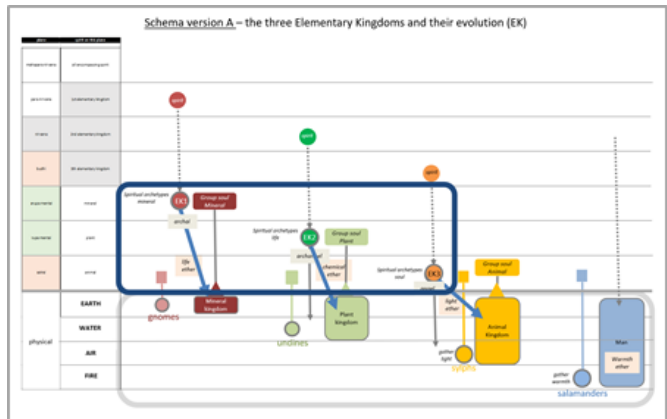 Schema version A – the three Elementary Kingdoms and their evolution (EK)
spirit
spirit
spirit
mineral
plant
animal
Spiritual archetypes
mineral
EK1
Group soul
Mineral
archai
life
ether
Spiritual archetypes
life
EK2
Group soul
Plant
chemical
ether
Spiritual archetypes
soul
EK3
Group soul
Animal
light
ether
physical
EARTH
WATER
AIR
FIRE
gnomes
Mineral
Kingdom
undines
Plant
kingdom
gather
light
sylphs
Animal
Kingdom
gather
warmth
salamanders
Man
Warmth
ether